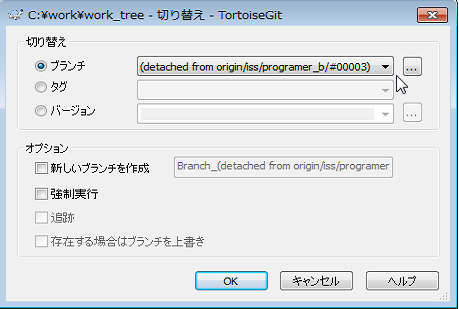 C:¥work¥work_tree - 切り替え - TortoiseGit
切り替え
ブランチ
(detached from origin/iss/programer_b/#00003)
...
タグ
バージョン
...
オプション
新しいブランチを作成
Branch_(detached from origin/iss/programer
強制実行
追跡
存在する場合はブランチを上書き
OK
キャンセル
ヘルプ